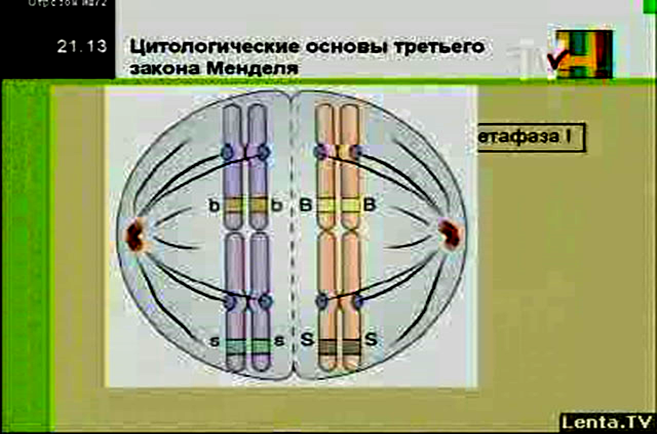 21.13
Цитологические основы третьего
закона Менделя
етафаза I
b b B B
s s S S
Lenta.TV